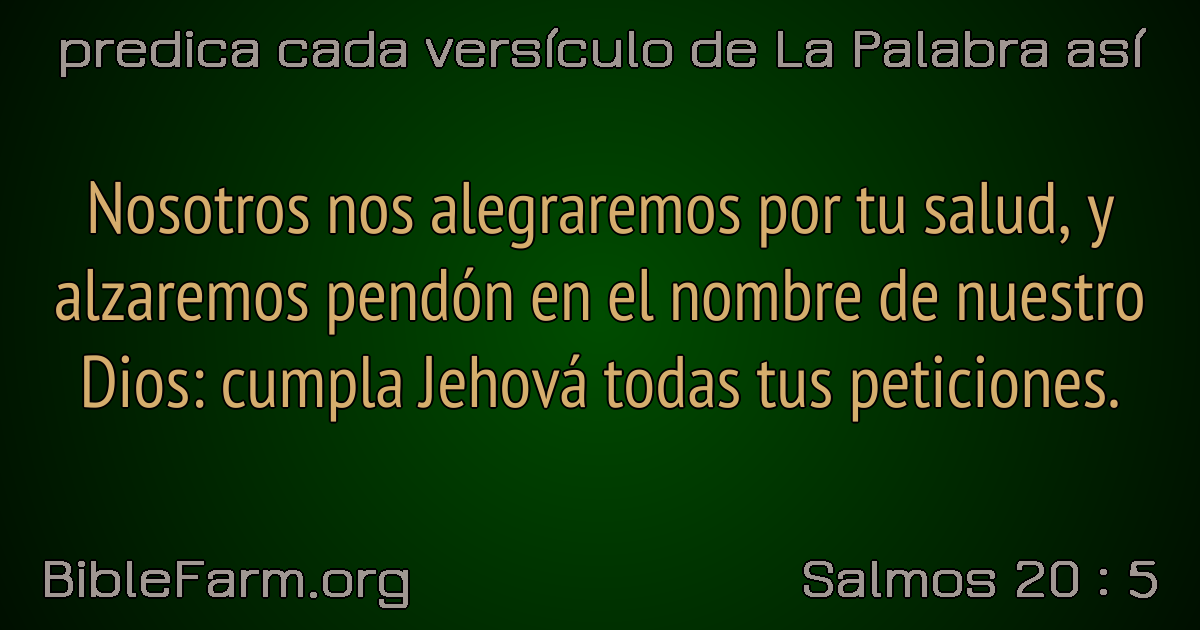 predica cada versículo de La Palabra así
Nosotros nos alegraremos por tu salud, y
alzaremos pendón en el nombre de nuestro
Dios: cumpla Jehová todas tus peticiones.
BibleFarm.org
Salmos 20 : 5